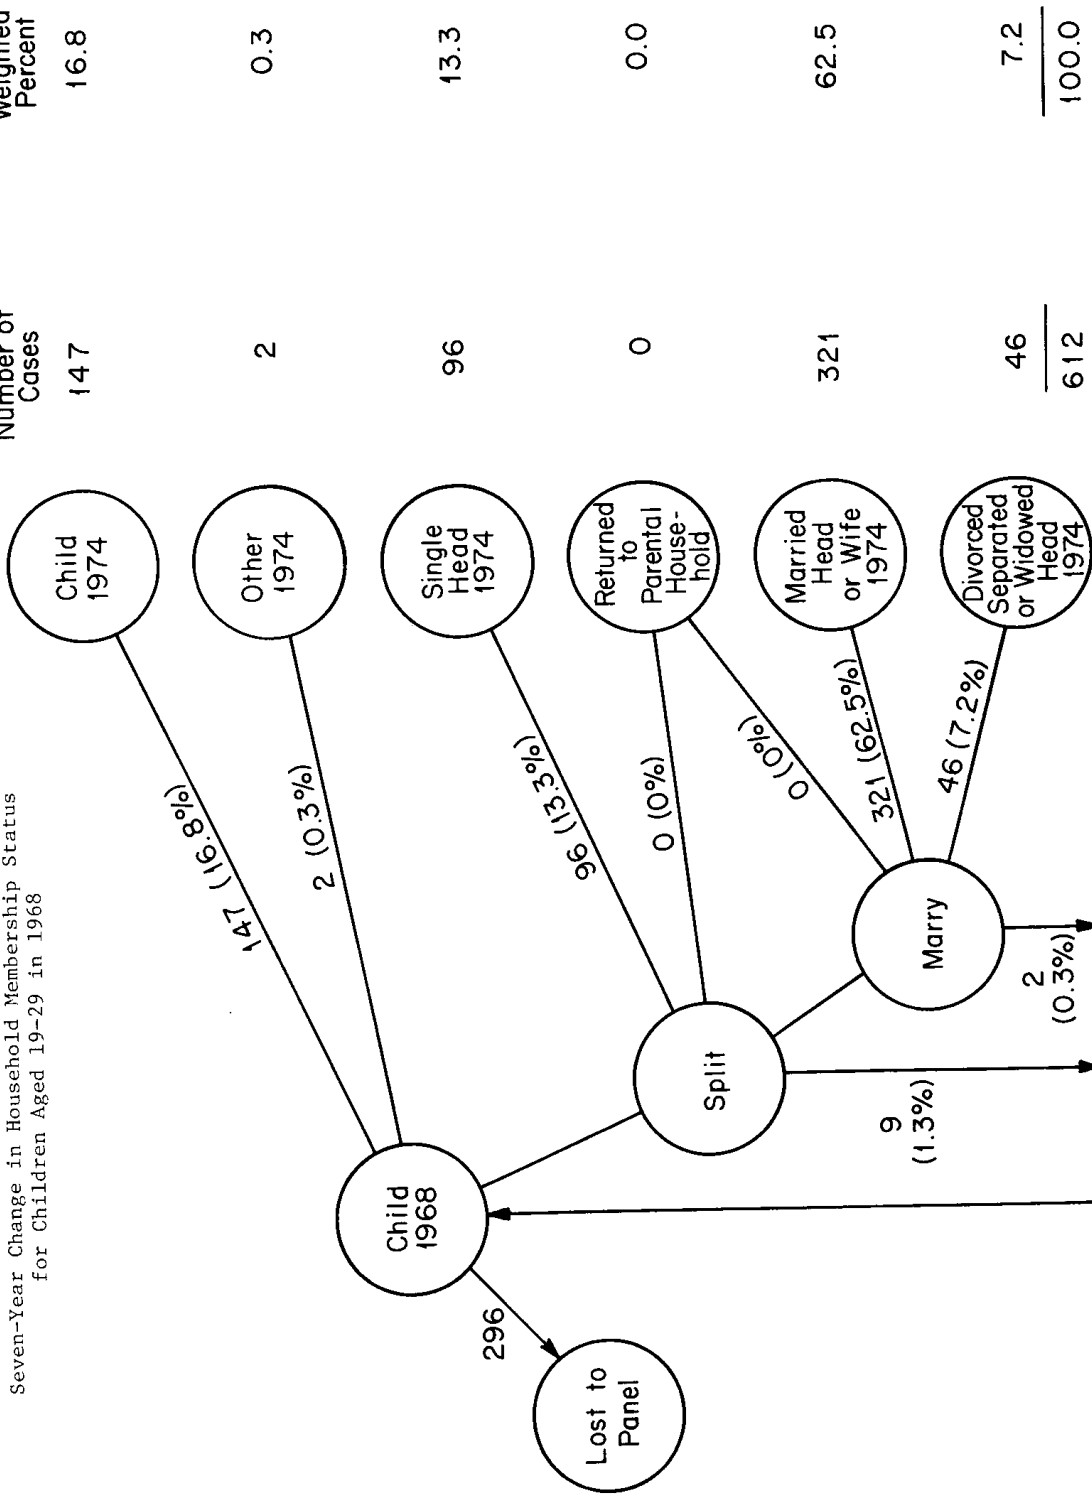 Seven-Year Change in Household Membership Status
for Children Aged 19-29 in 1968
Number of
Cases
Weighted
Percent
Child
1974
147
16.8
147 (16.8%)
Other
1974
2
0.3
2 (0.3%)
Single
Head
1974
96
13.3
96 (13.3%)
Returned
to
Parental
House-
hold
0
0.0
0 (0%)
0 (0%)
Married
Head
or Wife
1974
321
62.5
321 (62.5%)
Divorced
Separated
or Widowed
Head
1974
46
7.2
46 (7.2%)
612
100.0
Child
1968
Split
Marry
296
Lost to
Panel
9
(1.3%)
2
(0.3%)